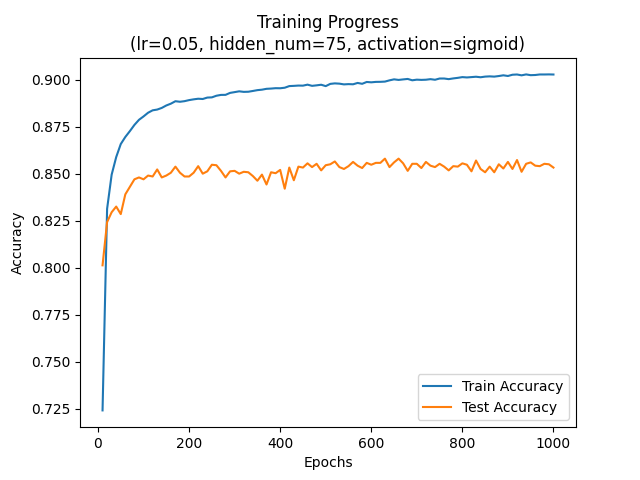 Training Progress
(lr=0.05, hidden_num=75, activation=sigmoid)
Accuracy
0.900
0.875
0.850
0.825
0.800
0.775
0.750
0.725
Train Accuracy
Test Accuracy
0 200 400 600 800 1000
Epochs